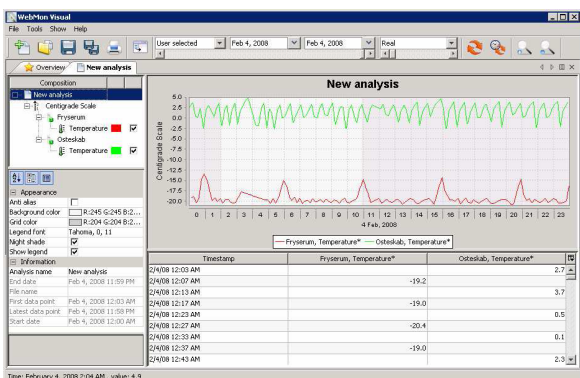 WebMon Visual
File Tools Show Help
User selected Feb 4, 2008 Feb 4, 2008 Real
Overview New analysis
Composition
New analysis
Centigrade Scale
Fryserum
Temperature
Osteskab
Temperature
Appearance
Anti alias
Background color R:245 G:245 B:2...
Grid color R:204 G:204 B:2...
Legend font Tahoma, 0, 11
Night shade
Show legend
Information
Analysis name New analysis
End date Feb 4, 2008 11:59 PM
File name
First data point Feb 4, 2008 12:03 AM
Latest data point Feb 4, 2008 11:58 PM
Start date Feb 4, 2008 12:00 AM
New analysis
Centigrade Scale
5.0
2.5
0.0
-2.5
-5.0
-7.5
-10.0
-12.5
-15.0
-17.5
-20.0
0 1 2 3 4 5 6 7 8 9 10 11 12 13 14 15 16 17 18 19 20 21 22 23
4 Feb, 2008
Fryserum, Temperature* Osteskab, Temperature*
Timestamp Fryserum, Temperature* Osteskab, Temperature*
2/4/08 12:03 AM 2.7
2/4/08 12:07 AM -19.2
2/4/08 12:13 AM 3.7
2/4/08 12:17 AM -19.0
2/4/08 12:23 AM 0.5
2/4/08 12:27 AM -20.4
2/4/08 12:33 AM 0.1
2/4/08 12:37 AM -19.0
2/4/08 12:43 AM 2.3
Time: February 4, 2008 2:04 AM, value: 4.9